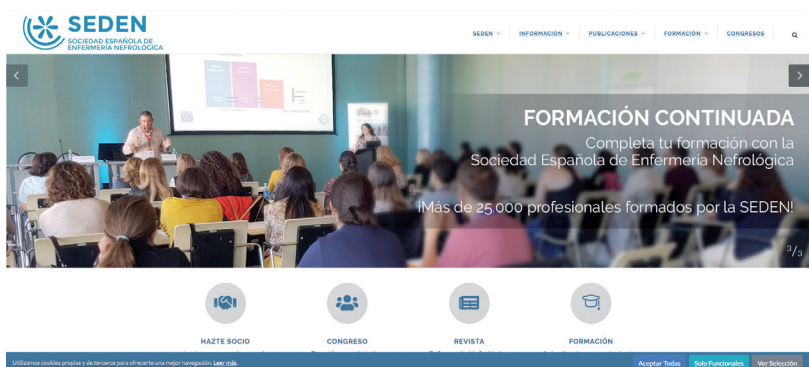 SEDEN
SOCIEDAD ESPAÑOLA DE
ENFERMERÍA NEFROLÓGICA
SEDEN INFORMACIÓN PUBLICACIONES FORMACIÓN CONGRESOS
FORMACIÓN CONTINUADA
Completa tu formación con la
Sociedad Española de Enfermería Nefrológica
¡Más de 25.000 profesionales formados por la SEDEN!
3/3
HAZTE SOCIO CONGRESO REVISTA FORMACIÓN
Utilizamos cookies propias y de terceros para ofrecerte una mejor navegación. Leer más. Aceptar Todas Solo Funcionales Ver Selección